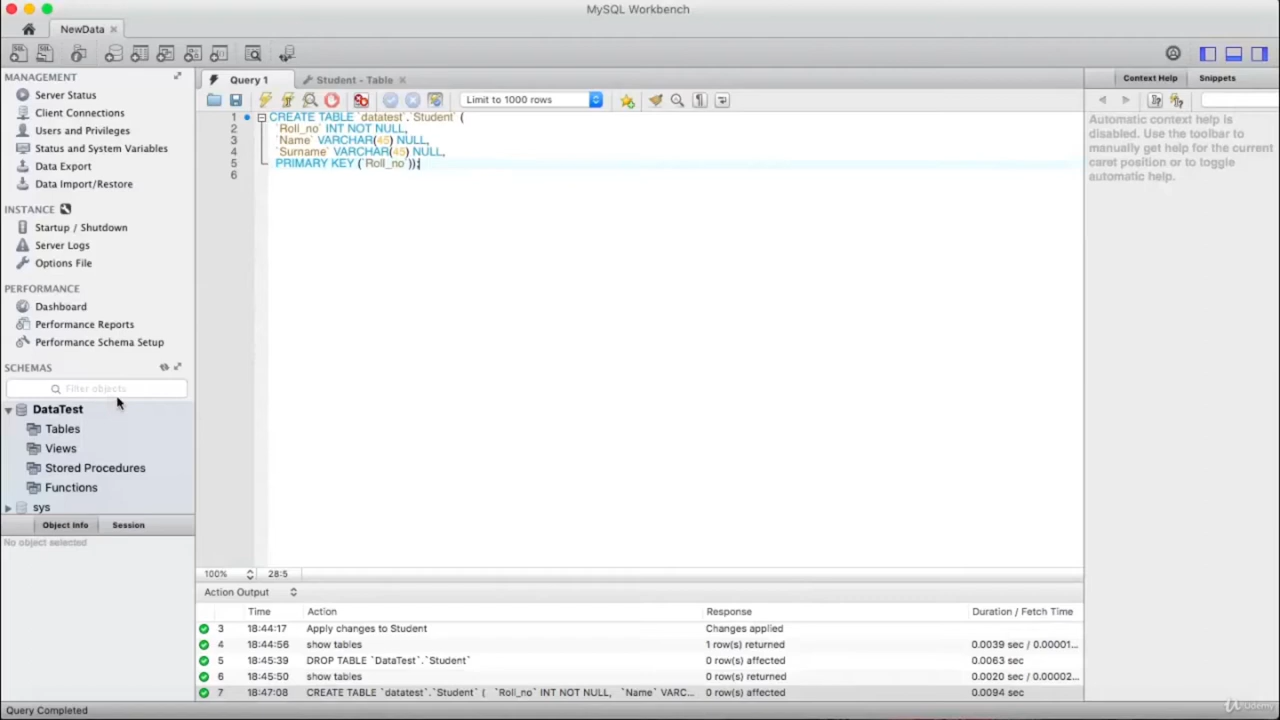 MySQL Workbench
NewData
MANAGEMENT
Server Status
Client Connections
Users and Privileges
Status and System Variables
Data Export
Data Import/Restore
INSTANCE
Startup / Shutdown
Server Logs
Options File
PERFORMANCE
Dashboard
Performance Reports
Performance Schema Setup
SCHEMAS
Filter objects
DataTest
Tables
Views
Stored Procedures
Functions
sys
Object Info Session
No object selected
Query 1 Student - Table
Limit to 1000 rows
1 CREATE TABLE `datatest`.`Student` (
2 `Roll_no` INT NOT NULL,
3 `Name` VARCHAR(45) NULL,
4 `Surname` VARCHAR(45) NULL,
5 PRIMARY KEY (`Roll_no`));
6
100% 28:5
Action Output
Time Action Response Duration / Fetch Time
3 18:44:17 Apply changes to Student Changes applied
4 18:44:56 show tables 1 row(s) returned 0.0039 sec / 0.00001...
5 18:45:39 DROP TABLE `DataTest`.`Student` 0 row(s) affected 0.0063 sec
6 18:45:50 show tables 0 row(s) returned 0.0020 sec / 0.00002...
7 18:47:08 CREATE TABLE `datatest`.`Student` ( `Roll_no` INT NOT NULL, `Name` VARC... 0 row(s) affected 0.0094 sec
Context Help Snippets
Automatic context help is
disabled. Use the toolbar to
manually get help for the current
caret position or to toggle
automatic help.
Query Completed
Udemy